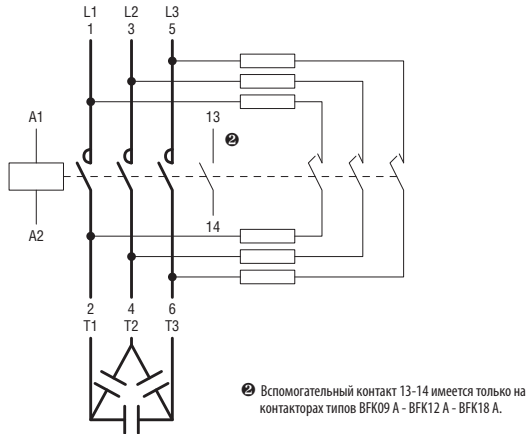 L1 L2 L3
1 3 5
A1
13
❷
A2
14
2 4 6
T1 T2 T3
❷ Вспомогательный контакт 13-14 имеется только на
контакторах типов BFK09 A - BFK12 A - BFK18 A.